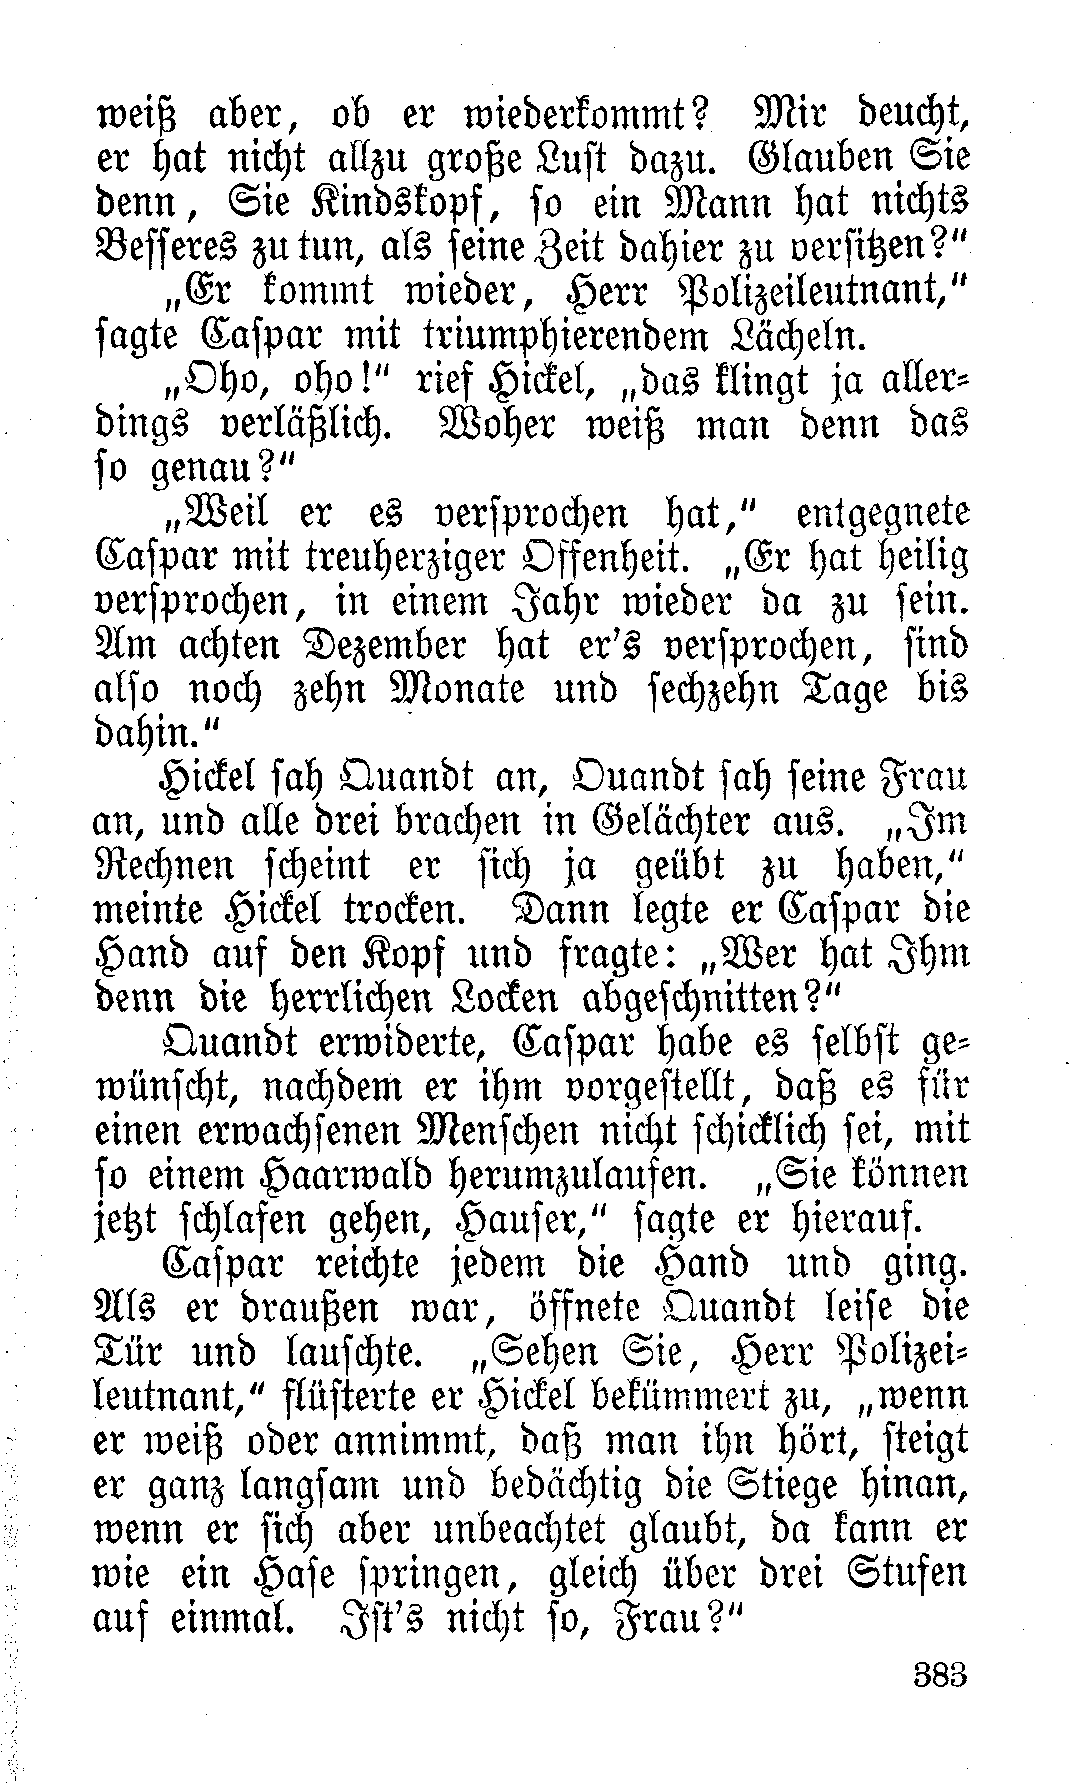 weiß aber, ob er wiederkommt? Mir deucht,
er hat nicht allzu große Lust dazu. Glauben Sie
denn, Sie Kindskopf, so ein Mann hat nichts
Besseres zu tun, als seine Zeit dahier zu versitzen?"
„Er kommt wieder, Herr Polizeileutnant,"
sagte Caspar mit triumphierendem Lächeln.
„Oho, oho!" rief Hickel, „das klingt ja aller-
dings verläßlich. Woher weiß man denn das
so genau?"
„Weil er es versprochen hat," entgegnete
Caspar mit treuherziger Offenheit. „Er hat heilig
versprochen, in einem Jahr wieder da zu sein.
Am achten Dezember hat er's versprochen, sind
also noch zehn Monate und sechzehn Tage bis
dahin."
Hickel sah Quandt an, Quandt sah seine Frau
an, und alle drei brachen in Gelächter aus. „Im
Rechnen scheint er sich ja geübt zu haben,"
meinte Hickel trocken. Dann legte er Caspar die
Hand auf den Kopf und fragte: „Wer hat Ihm
denn die herrlichen Locken abgeschnitten?"
Quandt erwiderte, Caspar habe es selbst ge-
wünscht, nachdem er ihm vorgestellt, daß es für
einen erwachsenen Menschen nicht schicklich sei, mit
so einem Haarwald herumzulaufen. „Sie können
jetzt schlafen gehen, Hauser," sagte er hierauf.
Caspar reichte jedem die Hand und ging.
Als er draußen war, öffnete Quandt leise die
Tür und lauschte. „Sehen Sie, Herr Polizei-
leutnant," flüsterte er Hickel bekümmert zu, „wenn
er weiß oder annimmt, daß man ihn hört, steigt
er ganz langsam und bedächtig die Stiege hinan,
wenn er sich aber unbeachtet glaubt, da kann er
wie ein Hase springen, gleich über drei Stufen
auf einmal. Ist's nicht so, Frau?"
383